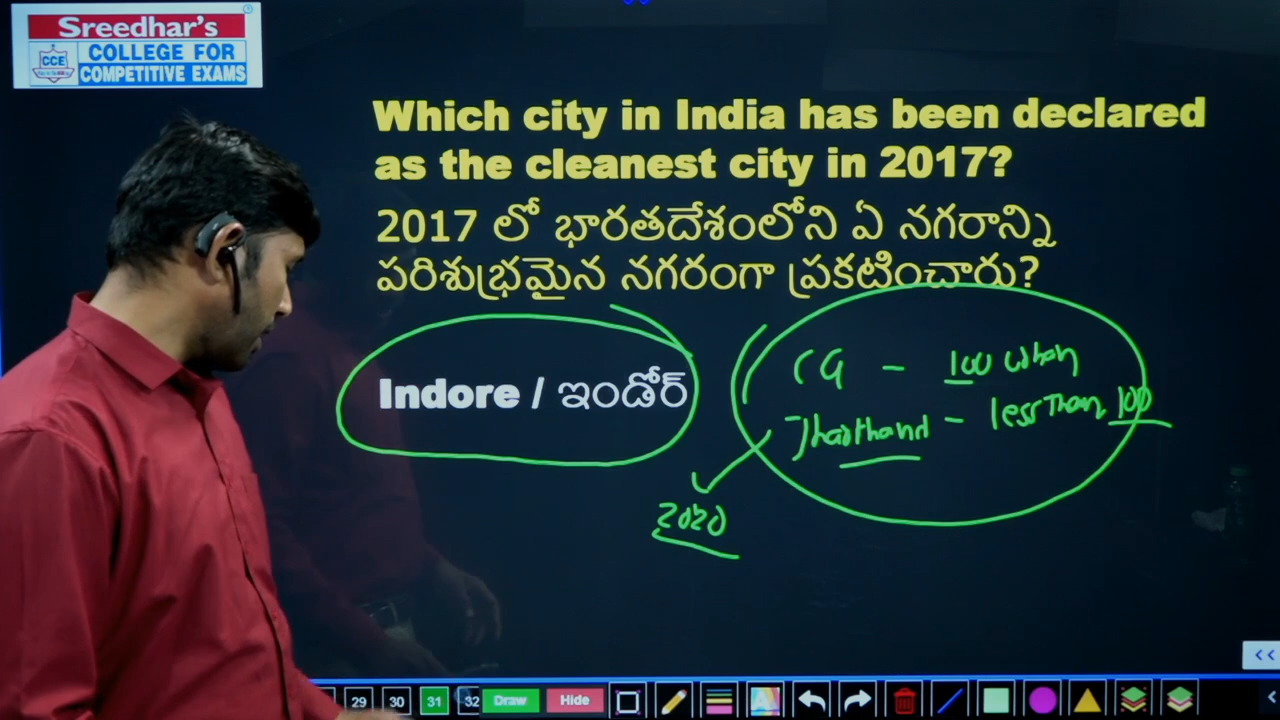 Sreedhar's
CCE
COLLEGE FOR
COMPETITIVE EXAMS
Which city in India has been declared
as the cleanest city in 2017?
2017 లో భారతదేశంలోని ఏ నగరాన్ని
పరిశుభ్రమైన నగరంగా ప్రకటించారు?
Indore / ఇండోర్
CG - 100 Urban
Jharkhand - less Than 100
2020
29 30 31 32 Draw Hide
<<